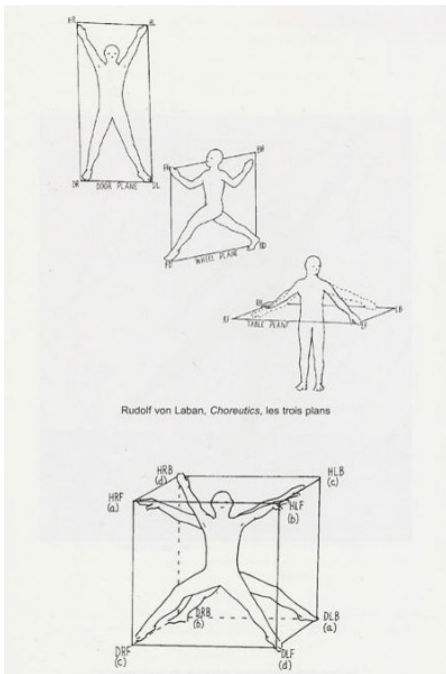 HR HL
DR DOOR PLANE DL
FH BH
FD WHEEL PLANE BD
RB LB
RF TABLE PLANE LF
Rudolf von Laban, Choreutics, les trois plans
HRB
(d)
HLB
(c)
HRF
(a)
HLF
(b)
DRB
(b)
DLB
(a)
DRF
(c)
DLF
(d)